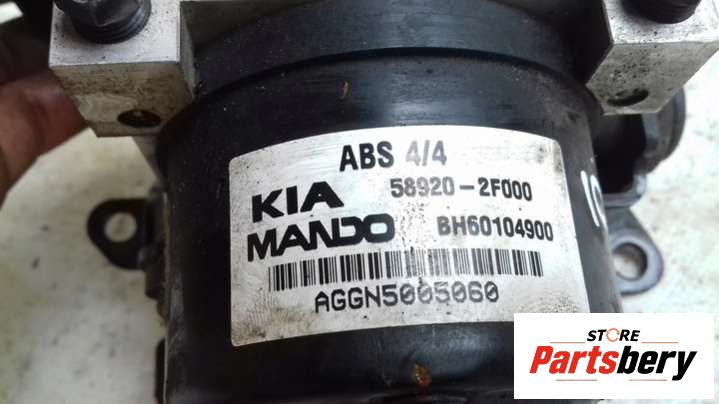 ABS 4/4
KIA 58920-2F000
MANDO BH60104900
AGGN5005060
STORE
Partsbery